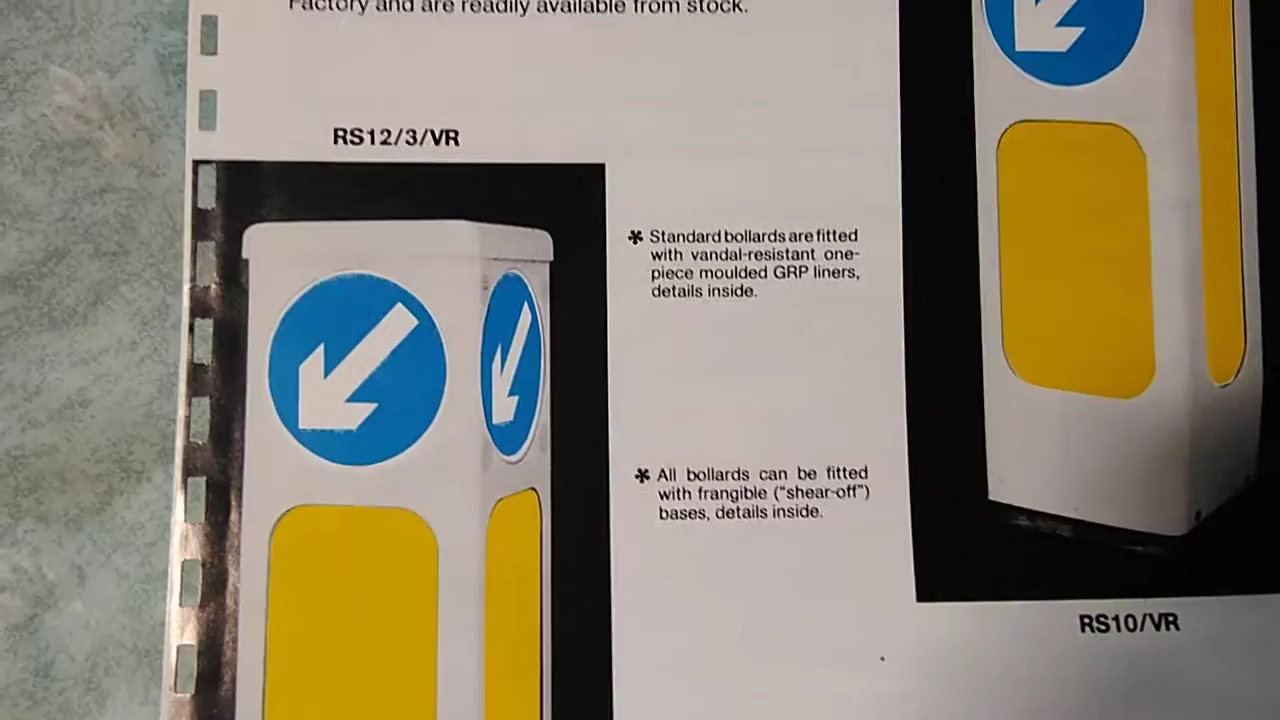 Factory and are readily available from stock.
RS12/3/VR
* Standard bollards are fitted
with vandal-resistant one-
piece moulded GRP liners,
details inside.
* All bollards can be fitted
with frangible ("shear-off")
bases, details inside.
RS10/VR